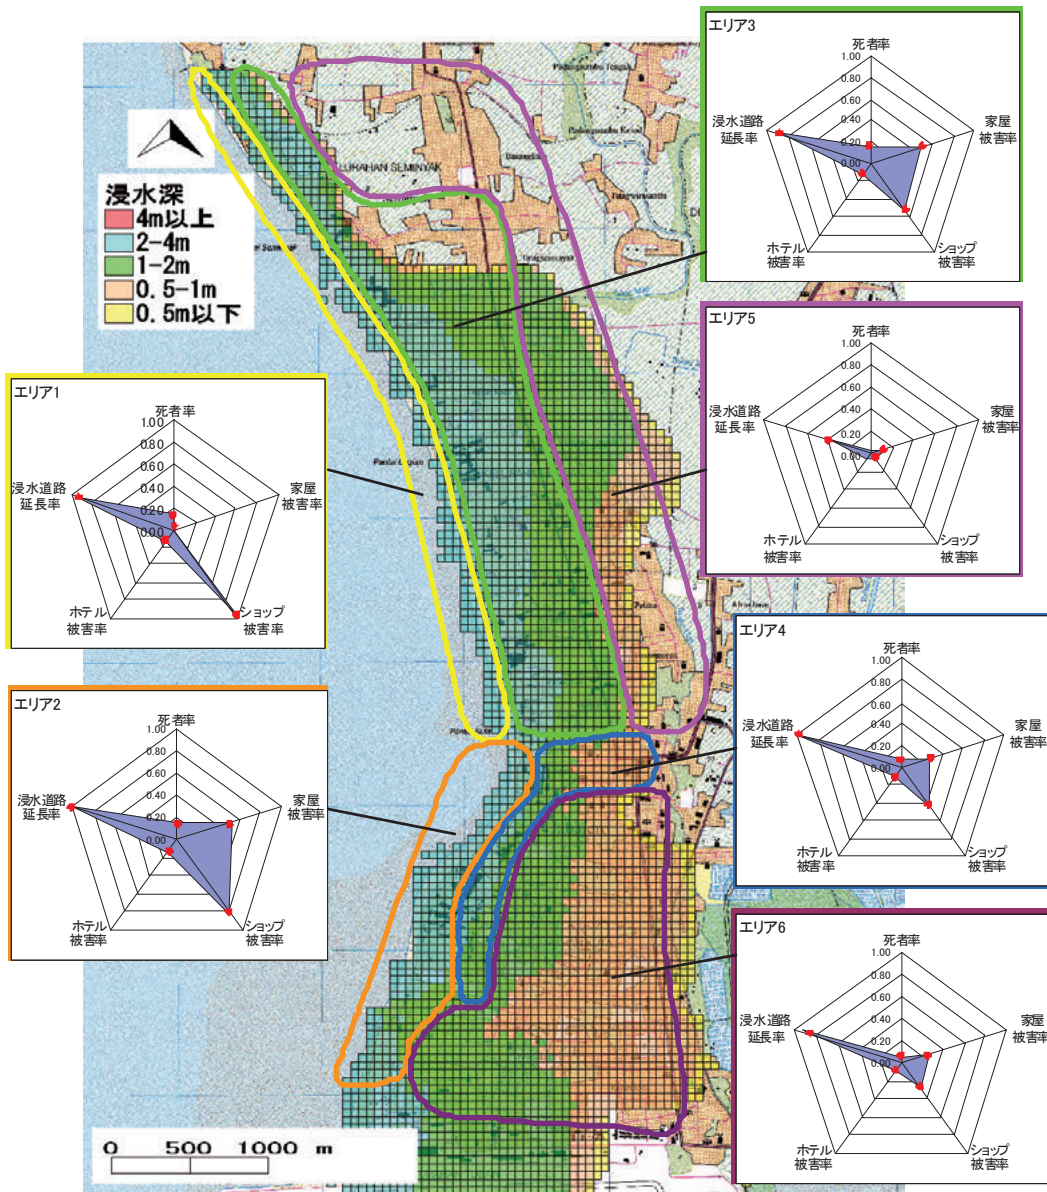 エリア3
死者率
1.00
0.80
0.60
0.40
0.20
0.00
浸水道路
延長率
家屋
被害率
ホテル
被害率
ショップ
被害率
浸水深
4m以上
2-4m
1-2m
0.5-1m
0.5m以下
LURAHAN SEMINYAK
Padangsumbu Tengah
エリア5
死者率
1.00
0.80
0.60
0.40
0.20
0.00
浸水道路
延長率
家屋
被害率
ホテル
被害率
ショップ
被害率
エリア1
死者率
1.00
0.80
0.60
0.40
0.20
0.00
浸水道路
延長率
家屋
被害率
ホテル
被害率
ショップ
被害率
エリア4
死者率
1.00
0.80
0.60
0.40
0.20
0.00
浸水道路
延長率
家屋
被害率
ホテル
被害率
ショップ
被害率
エリア2
死者率
1.00
0.80
0.60
0.40
0.20
0.00
浸水道路
延長率
家屋
被害率
ホテル
被害率
ショップ
被害率
エリア6
死者率
1.00
0.80
0.60
0.40
0.20
0.00
浸水道路
延長率
家屋
被害率
ホテル
被害率
ショップ
被害率
0 500 1000 m